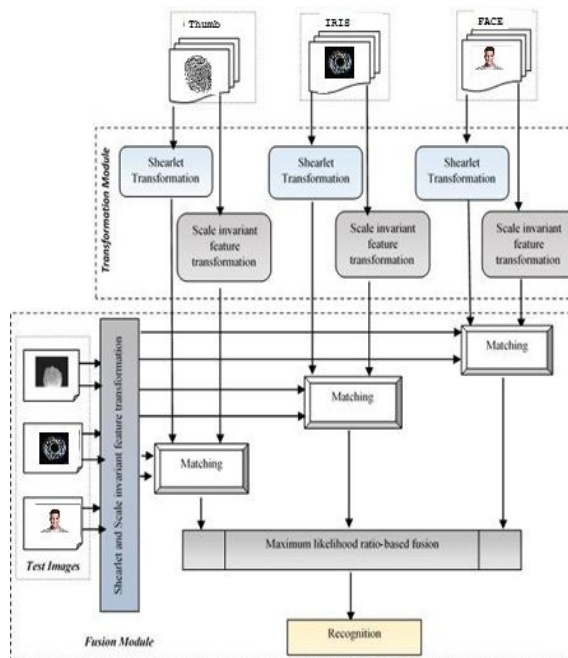 Thumb
IRIS
FACE
Transformation Module
Shearlet
Transformation
Shearlet
Transformation
Shearlet
Transformation
Scale invariant
feature
transformation
Scale invariant
feature
transformation
Scale invariant
feature
transformation
Shearlet and Scale invariant feature transformation
Matching
Matching
Matching
Maximum likelihood ratio-based fusion
Test Images
Recognition
Fusion Module